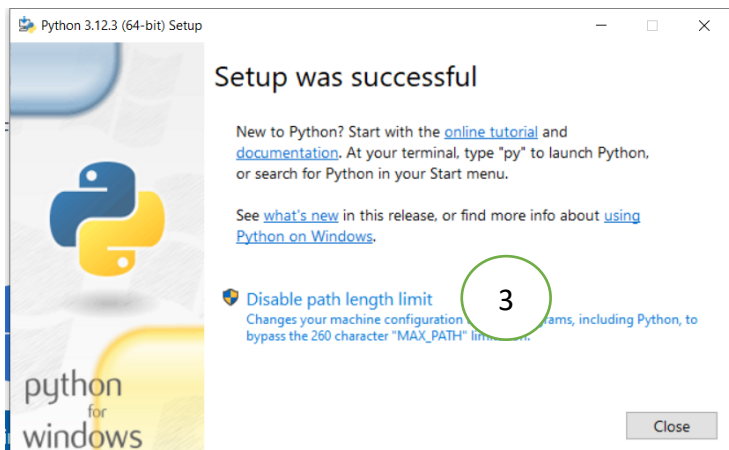 Python 3.12.3 (64-bit) Setup
Setup was successful
New to Python? Start with the online tutorial and
documentation. At your terminal, type "py" to launch Python,
or search for Python in your Start menu.
See what's new in this release, or find more info about using
Python on Windows.
Disable path length limit
3
Changes your machine configuration including Python, to
bypass the 260 character "MAX_PATH"
python
for
windows
Close